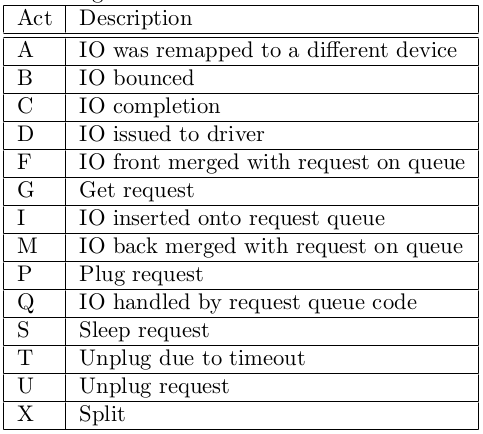 Act Description
A IO was remapped to a different device
B IO bounced
C IO completion
D IO issued to driver
F IO front merged with request on queue
G Get request
I IO inserted onto request queue
M IO back merged with request on queue
P Plug request
Q IO handled by request queue code
S Sleep request
T Unplug due to timeout
U Unplug request
X Split